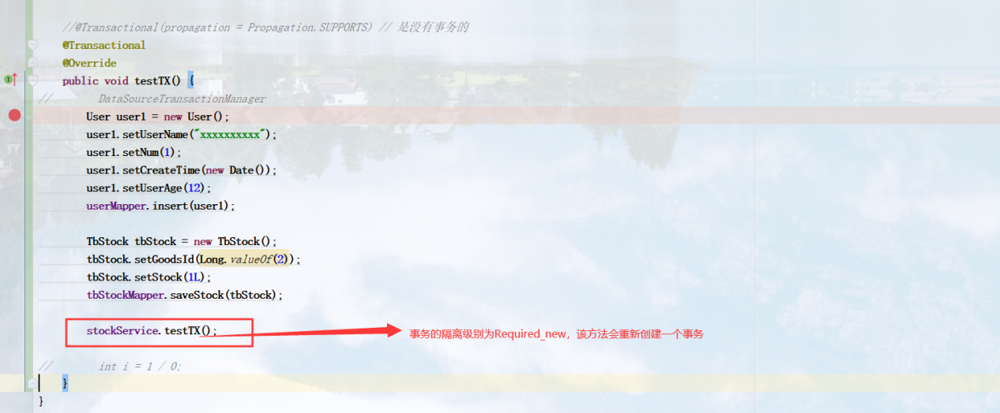 //@Transactional(propagation = Propagation.SUPPORTS) // 是没有事务的
@Transactional
@Override
public void testTX() {
// DataSourceTransactionManager
User user1 = new User();
user1.setUserName("xxxxxxxxxx");
user1.setNum(1);
user1.setCreateTime(new Date());
user1.setUserAge(12);
userMapper.insert(user1);
TbStock tbStock = new TbStock();
tbStock.setGoodsId(Long.valueOf(2));
tbStock.setStock(1L);
tbStockMapper.saveStock(tbStock);
stockService.testTX();
事务的隔离级别为Required_new，该方法会重新创建一个事务
// int i = 1 / 0;
}
}